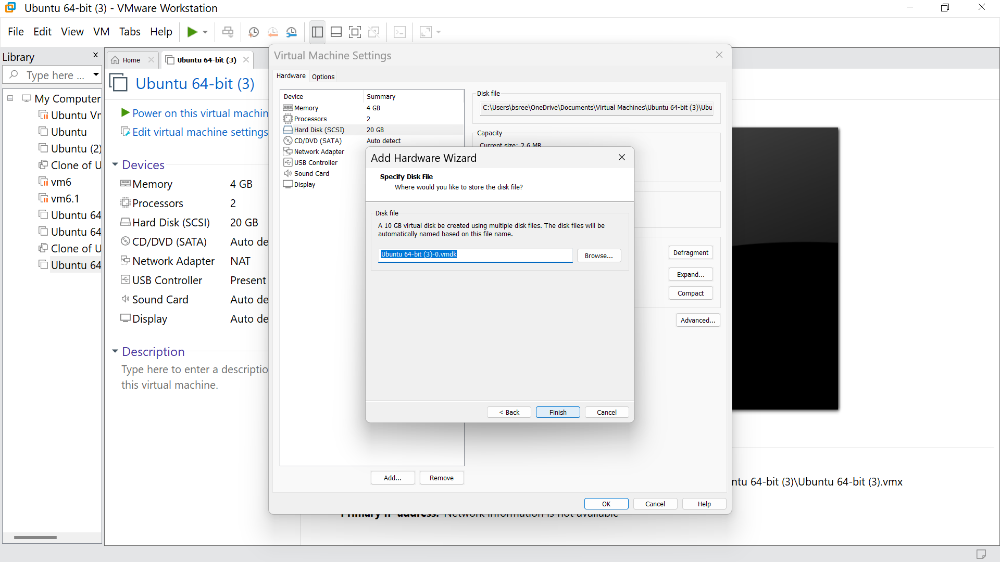 Ubuntu 64-bit (3) - VMware Workstation
File Edit View VM Tabs Help
Library
Type here ...
My Computer
Ubuntu Vr
Ubuntu
Ubuntu (2)
Clone of U
vm6
vm6.1
Ubuntu 64
Ubuntu 64
Clone of U
Ubuntu 64
Home
Ubuntu 64-bit (3)
Ubuntu 64-bit (3)
Power on this virtual machin
Edit virtual machine settings
Devices
Memory 4 GB
Processors 2
Hard Disk (SCSI) 20 GB
CD/DVD (SATA) Auto de
Network Adapter NAT
USB Controller Present
Sound Card Auto de
Display Auto de
Description
Type here to enter a descriptio
this virtual machine.
Virtual Machine Settings
Hardware Options
Device Summary
Memory 4 GB
Processors 2
Hard Disk (SCSI) 20 GB
CD/DVD (SATA) Auto detect
Network Adapter
USB Controller
Sound Card
Display
Disk file
C:\Users\bsree\OneDrive\Documents\Virtual Machines\Ubuntu 64-bit (3)\Ubu
Capacity
Current size: 2.6 MB
Defragment
Expand...
Compact
Advanced...
Add Hardware Wizard
Specify Disk File
Where would you like to store the disk file?
Disk file
A 10 GB virtual disk be created using multiple disk files. The disk files will be
automatically named based on this file name.
Ubuntu 64-bit (3)-0.vmdk
Browse...
< Back Finish Cancel
Add... Remove
OK Cancel Help
ntu 64-bit (3)\Ubuntu 64-bit (3).vmx
Primary IP address: Network information is not available